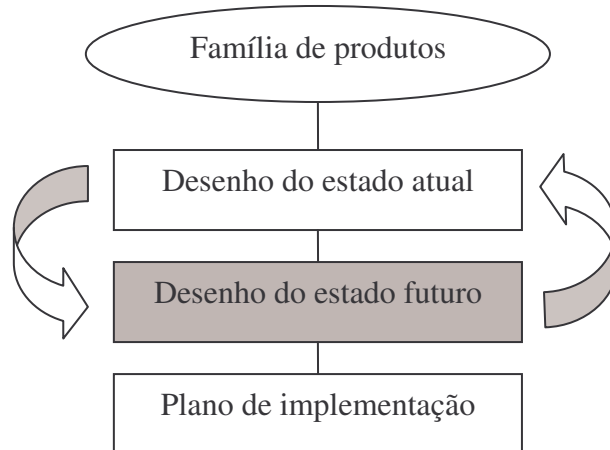 Família de produtos
Desenho do estado atual
Desenho do estado futuro
Plano de implementação